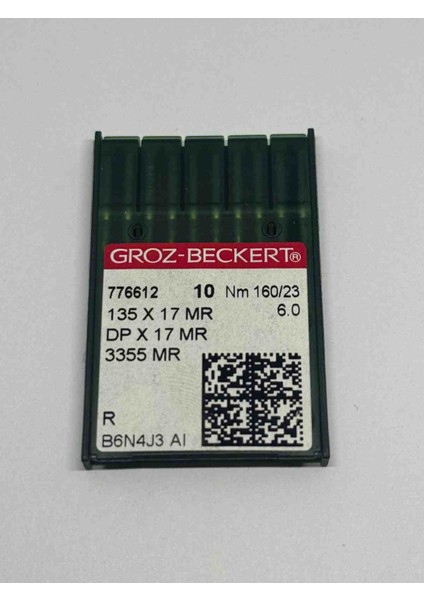 GROZ-BECKERT®
776612 10 Nm 160/23
135 X 17 MR 6.0
DP X 17 MR
3355 MR
R
B6N4J3 AI